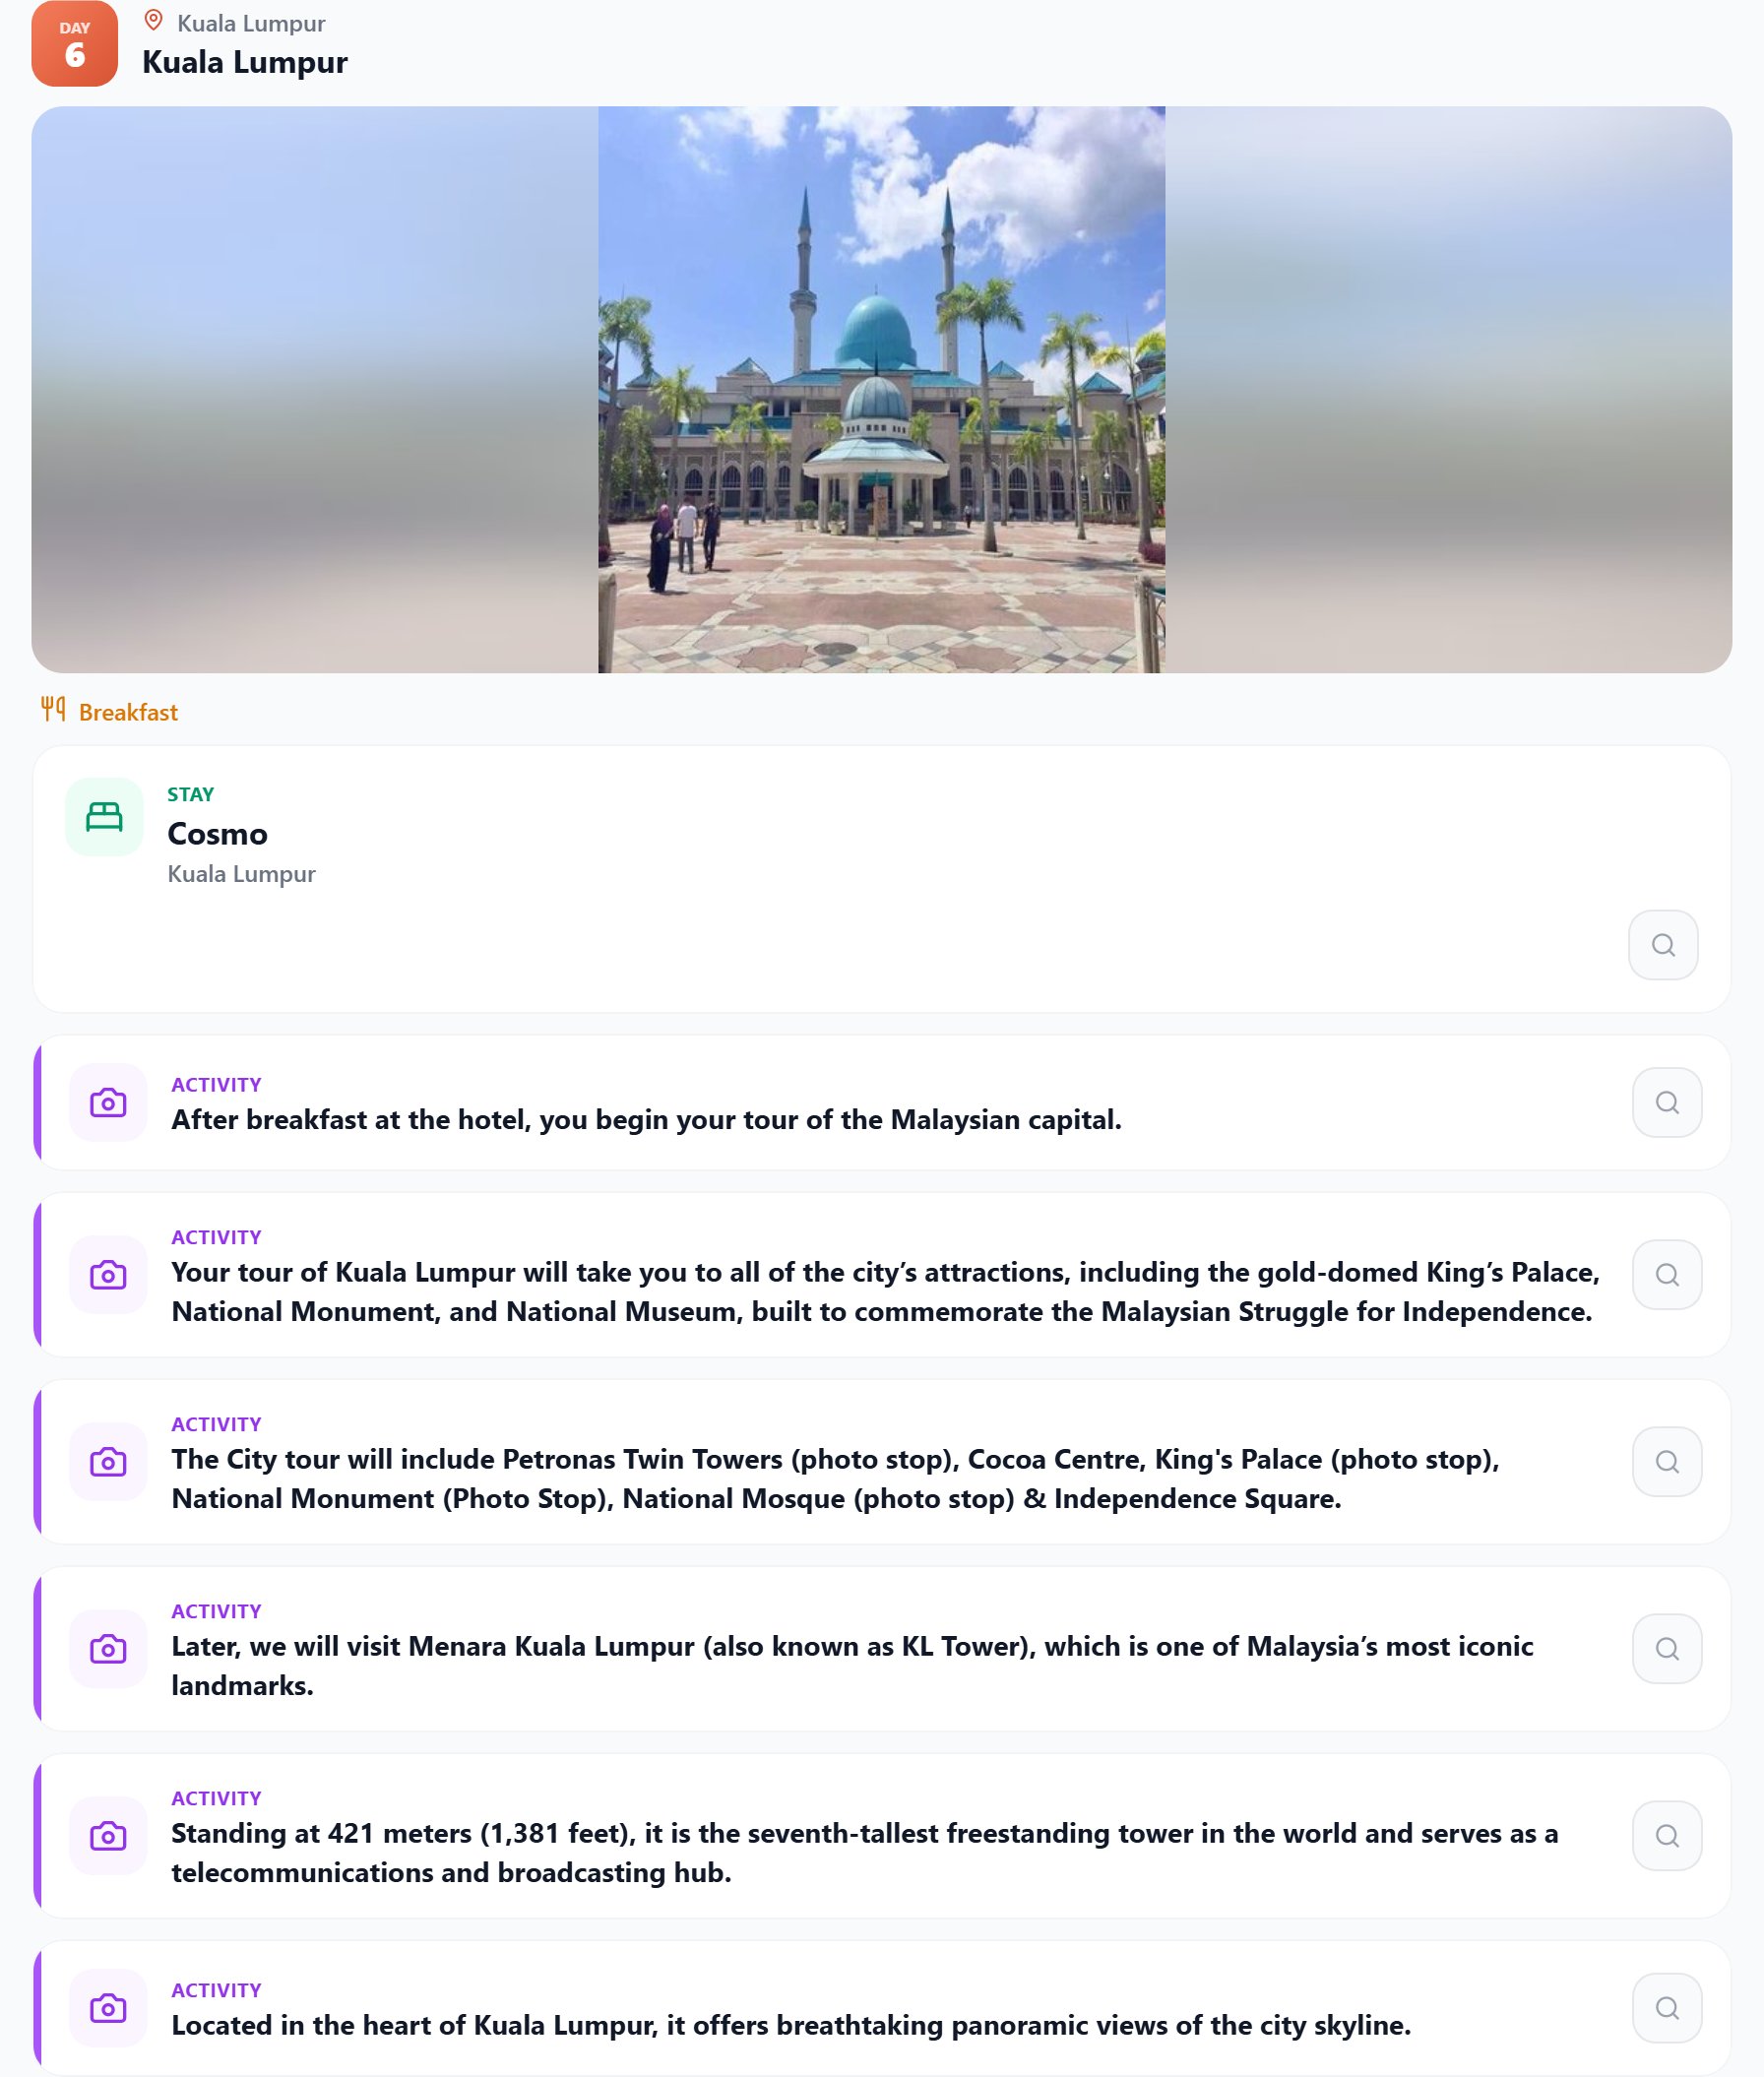 DAY
6
Kuala Lumpur
Kuala Lumpur
Breakfast
STAY
Cosmo
Kuala Lumpur
ACTIVITY
After breakfast at the hotel, you begin your tour of the Malaysian capital.
ACTIVITY
Your tour of Kuala Lumpur will take you to all of the city’s attractions, including the gold-domed King’s Palace,
National Monument, and National Museum, built to commemorate the Malaysian Struggle for Independence.
ACTIVITY
The City tour will include Petronas Twin Towers (photo stop), Cocoa Centre, King's Palace (photo stop),
National Monument (Photo Stop), National Mosque (photo stop) & Independence Square.
ACTIVITY
Later, we will visit Menara Kuala Lumpur (also known as KL Tower), which is one of Malaysia’s most iconic
landmarks.
ACTIVITY
Standing at 421 meters (1,381 feet), it is the seventh-tallest freestanding tower in the world and serves as a
telecommunications and broadcasting hub.
ACTIVITY
Located in the heart of Kuala Lumpur, it offers breathtaking panoramic views of the city skyline.